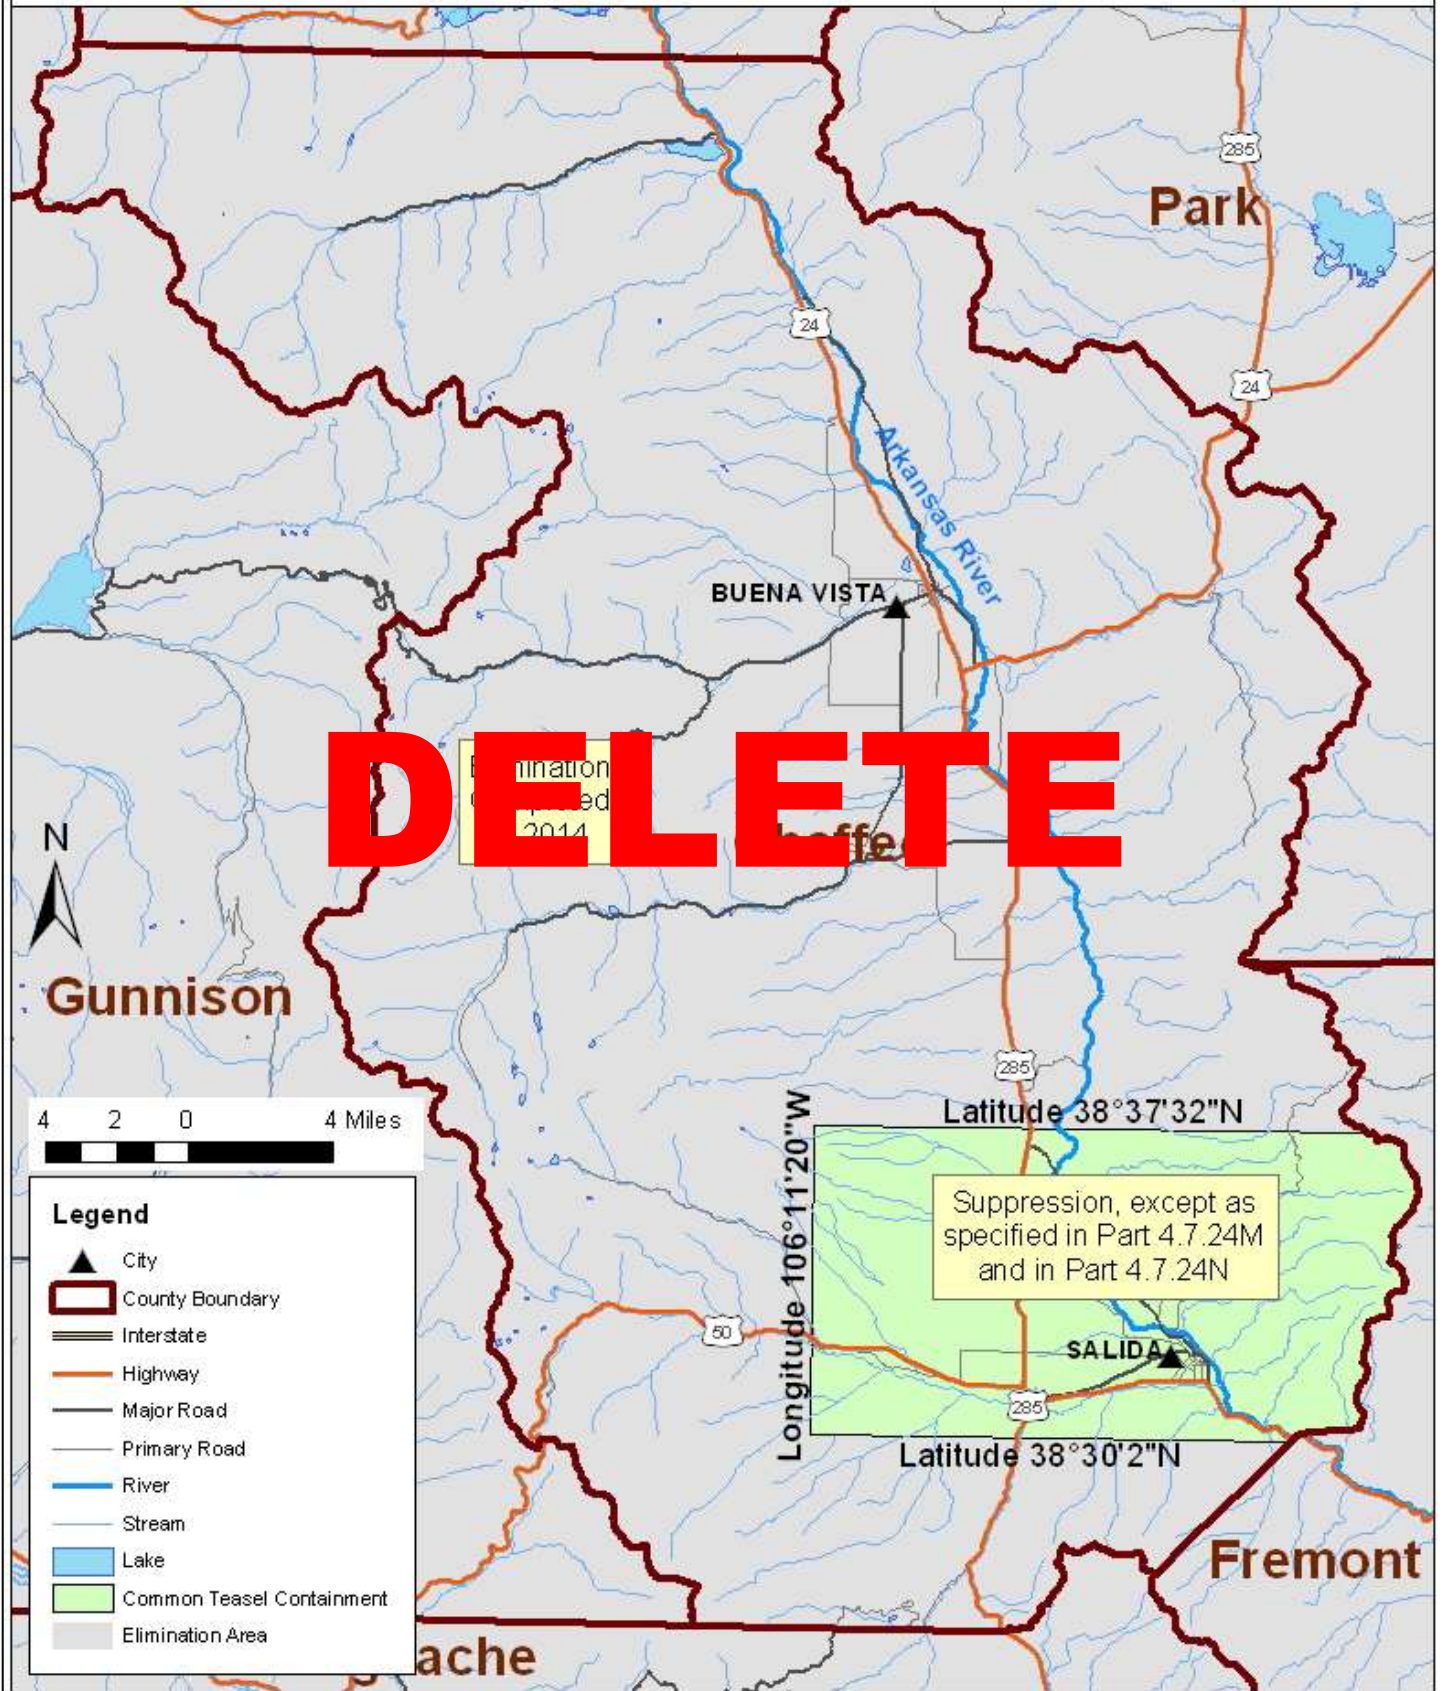 285
Park
24
24
Arkansas River
BUENA VISTA
DELETE
2014
N
Gunnison
285
4 2 0 4 Miles
Latitude 38°37'32"N
Longitude 106°11'20"W
Suppression, except as
specified in Part 4.7.24M
and in Part 4.7.24N
Legend
City
County Boundary
Interstate
Highway
Major Road
Primary Road
River
Stream
Lake
Common Teasel Containment
Elimination Area
50
SALIDA
285
Latitude 38°30'2"N
Fremont
ache